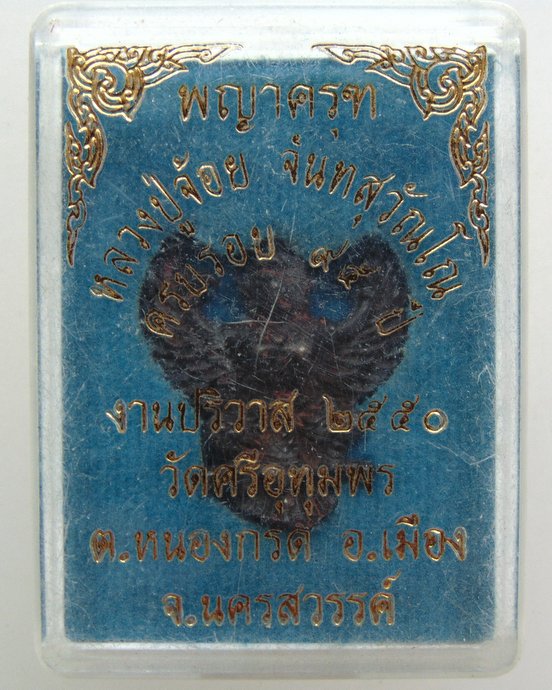 พญาครุฑ
หลวงปู่จ้อย จันทสุวัณโณ
ครบรอบ ๙๕ ปี
งานปริวาส ๒๕๕๐
วัดศรีอุทุมพร
ต.หนองกรด อ.เมือง
จ.นครสวรรค์